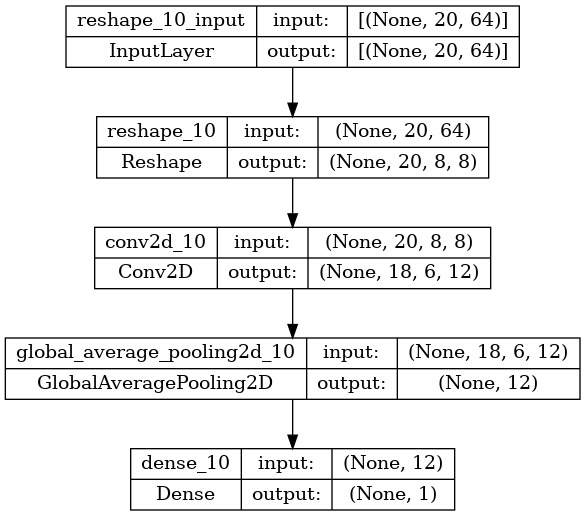 reshape_10_input input: [(None, 20, 64)]
InputLayer output: [(None, 20, 64)]
reshape_10 input: (None, 20, 64)
Reshape output: (None, 20, 8, 8)
conv2d_10 input: (None, 20, 8, 8)
Conv2D output: (None, 18, 6, 12)
global_average_pooling2d_10 input: (None, 18, 6, 12)
GlobalAveragePooling2D output: (None, 12)
dense_10 input: (None, 12)
Dense output: (None, 1)